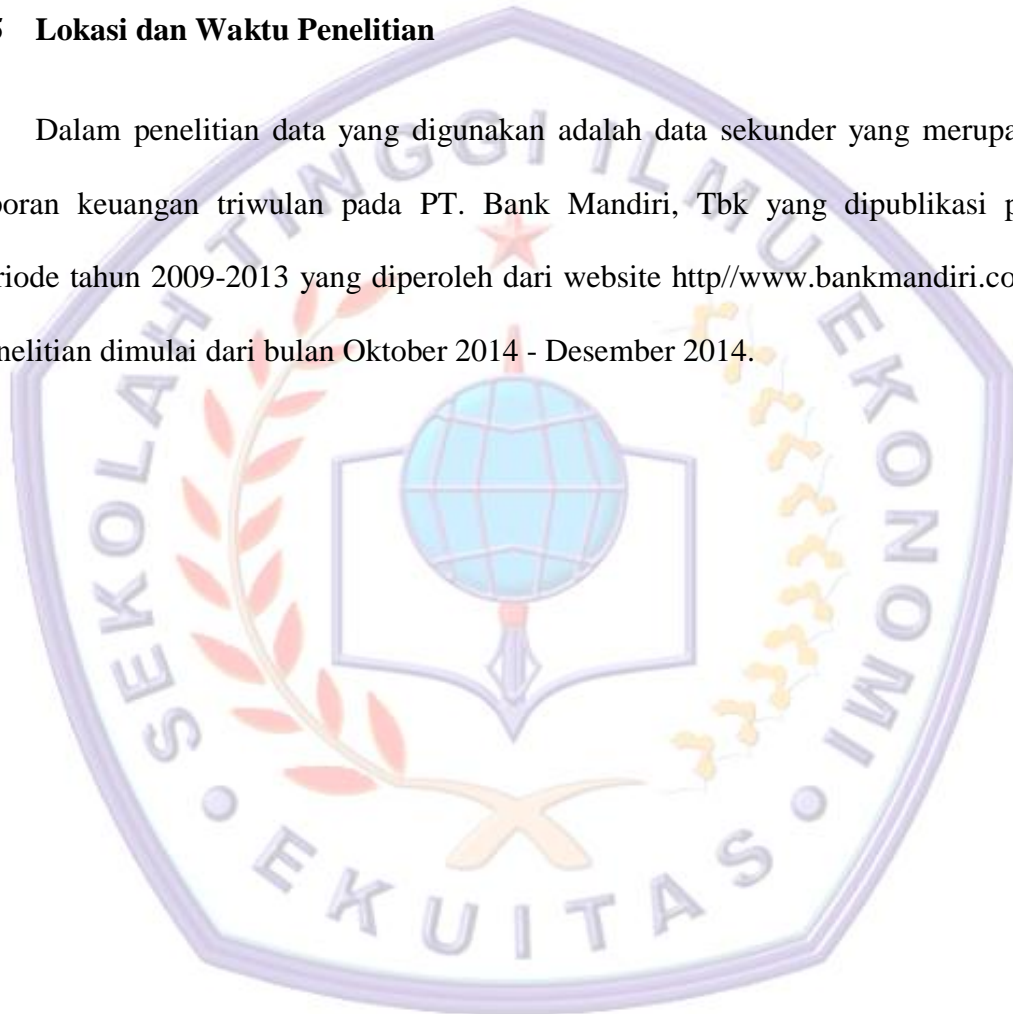 5 Lokasi dan Waktu Penelitian
Dalam penelitian data yang digunakan adalah data sekunder yang merupa
poran keuangan triwulan pada PT. Bank Mandiri, Tbk yang dipublikasi p
riode tahun 2009-2013 yang diperoleh dari website http//www.bankmandiri.co
nelitian dimulai dari bulan Oktober 2014 - Desember 2014.
SEKOLAH TINGGI ILMU EKONOMI
EKUITAS